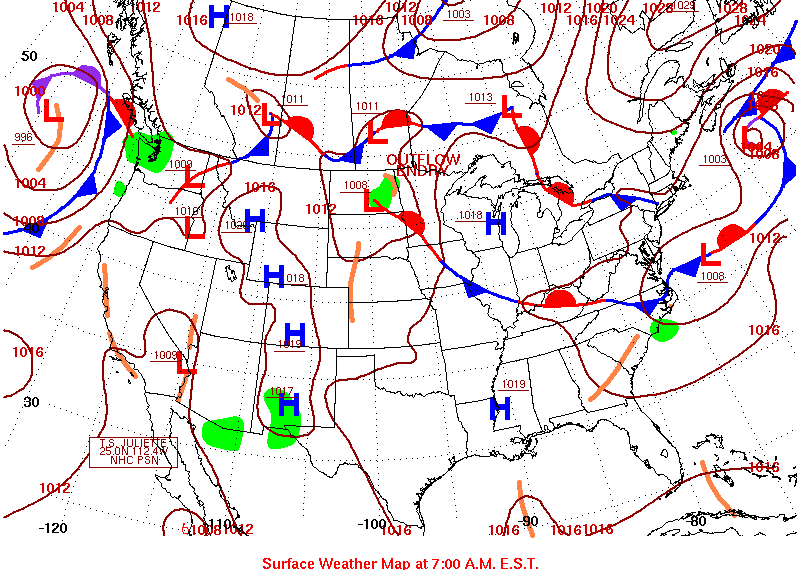 1004 1012 1016 H 1018 1016 1012 1003 1008 1012 1020 1028 1029 1028
1008 1016 1024 1024
50 1020
1016
1000 1011 1011 1013
L 1012 L L L L
996 OUTFLOW 1004
BNDRY 1003 1008
1004 1009 L 1008 L
1016 1012
1008 1010 L 1020 H 1018 H
40 1012
1012 L
H 1018 1008
H 1016
1016 1009 L 1019 1016
1017 H 1019 H
30
T.S. JULIETTE
25.0N 112.4W
NHC PSN
1016
1012
-120 1008 -110 1012 -100 1016 1016 -90 1016 1016 -80 1012
Surface Weather Map at 7:00 A.M. E.S.T.